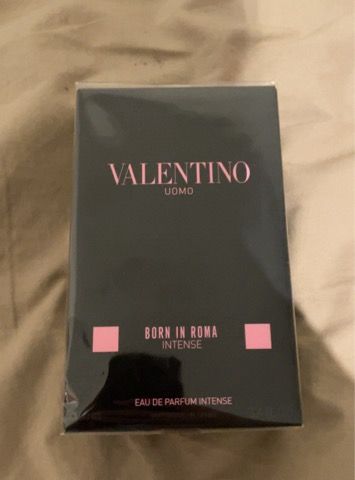 VALENTINO
UOMO
BORN IN ROMA
INTENSE
EAU DE PARFUM INTENSE